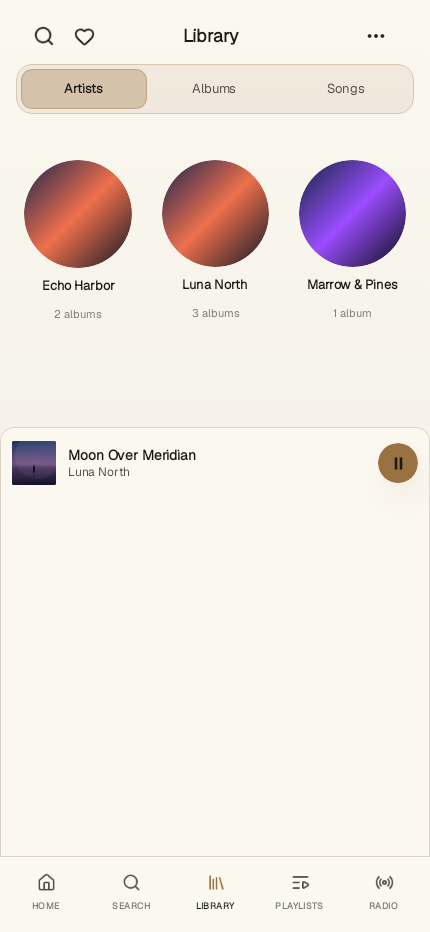 Library
Artists
Albums
Songs
Echo Harbor
Luna North
Marrow & Pines
2 albums
3 albums
1 album
Moon Over Meridian
Luna North
HOME
SEARCH
LIBRARY
PLAYLISTS
RADIO